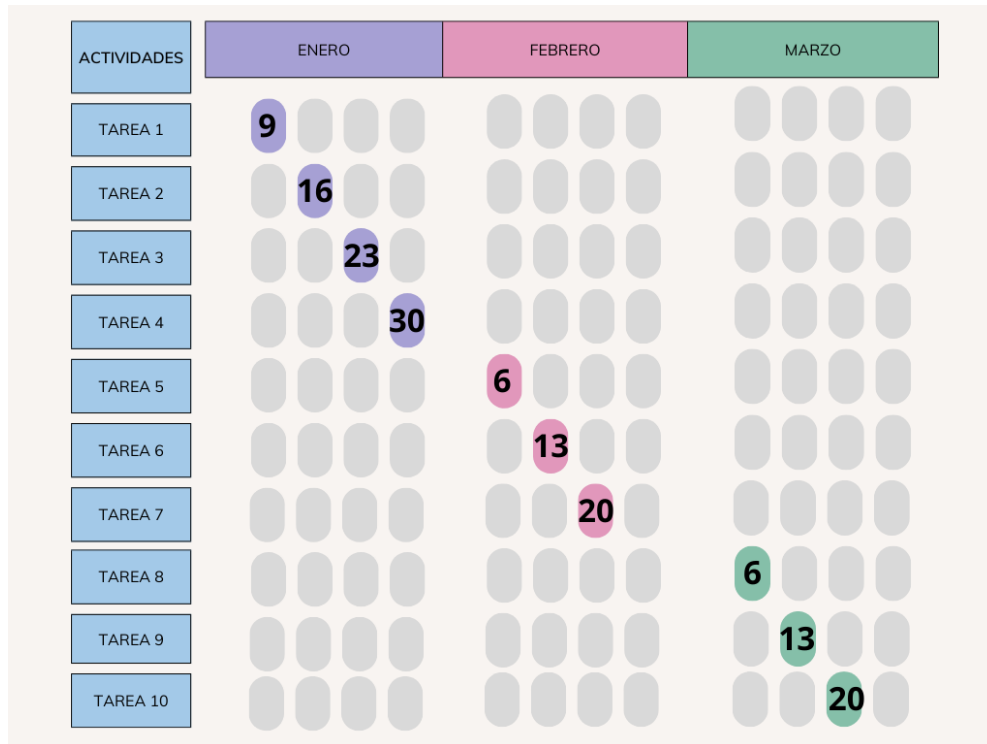 ACTIVIDADES ENERO FEBRERO MARZO
TAREA 1 9
TAREA 2 16
TAREA 3 23
TAREA 4 30
TAREA 5 6
TAREA 6 13
TAREA 7 20
TAREA 8 6
TAREA 9 13
TAREA 10 20